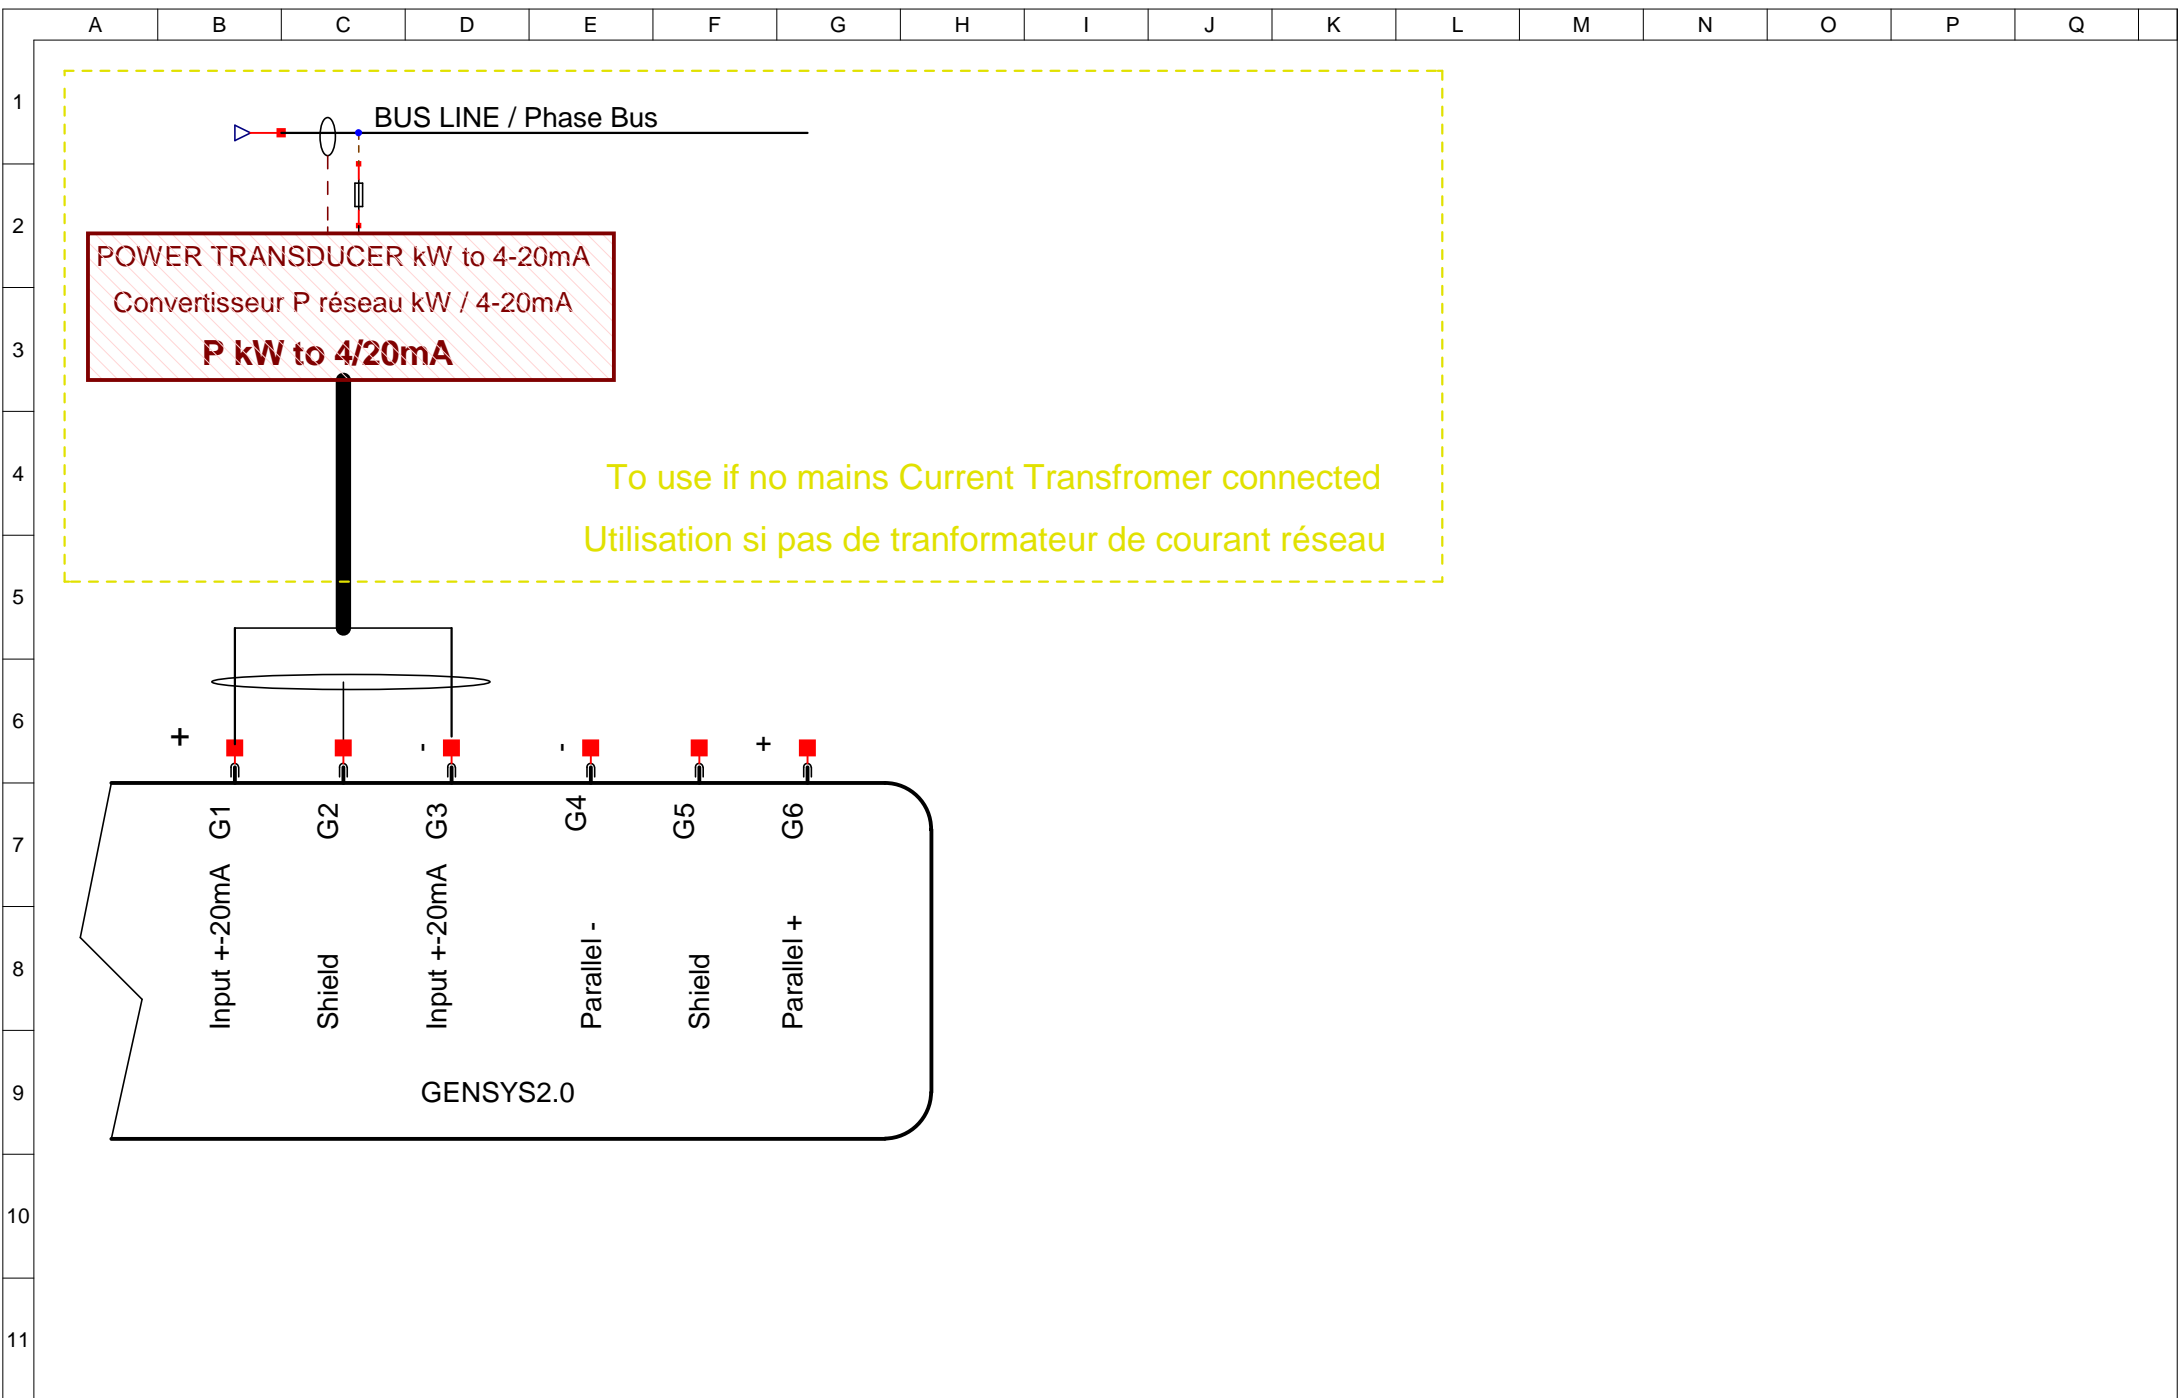 A B C D E F G H I J K L M N O P Q
1
BUS LINE / Phase Bus
2
POWER TRANSDUCER kW to 4-20mA
Convertisseur P réseau kW / 4-20mA
3
P kW to 4/20mA
4
To use if no mains Current Transfromer connected
Utilisation si pas de tranformateur de courant réseau
5
6
+ - - +
7
G1 G2 G3 G4 G5 G6
8
Input +-20mA
Shield
Input +-20mA
Parallel -
Shield
Parallel +
9
GENSYS2.0
10
11